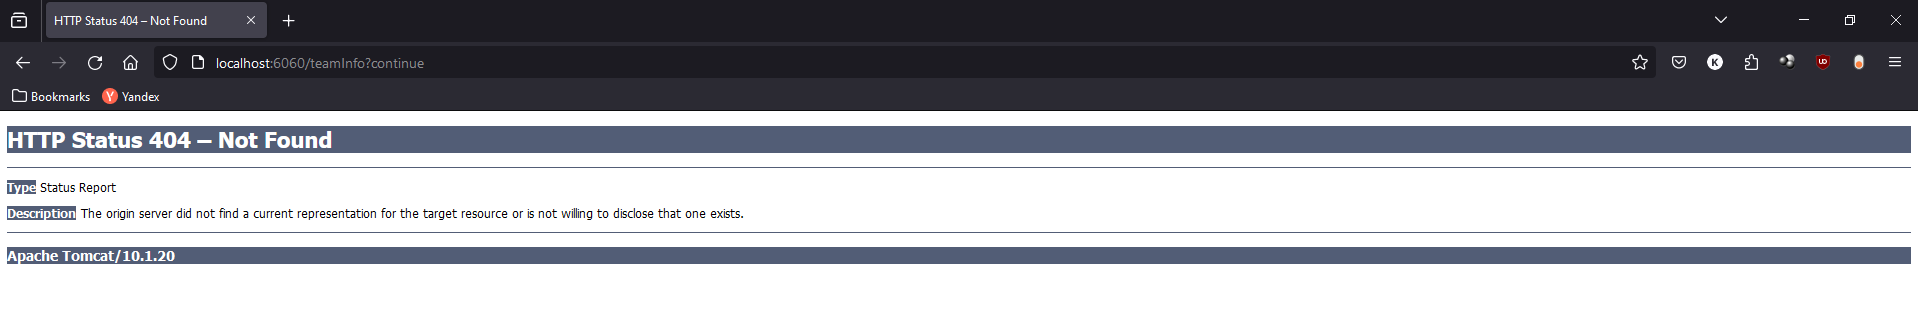 HTTP Status 404 – Not Found
localhost:6060/teamInfo?continue
Bookmarks Yandex
HTTP Status 404 – Not Found
Type Status Report
Description The origin server did not find a current representation for the target resource or is not willing to disclose that one exists.
Apache Tomcat/10.1.20